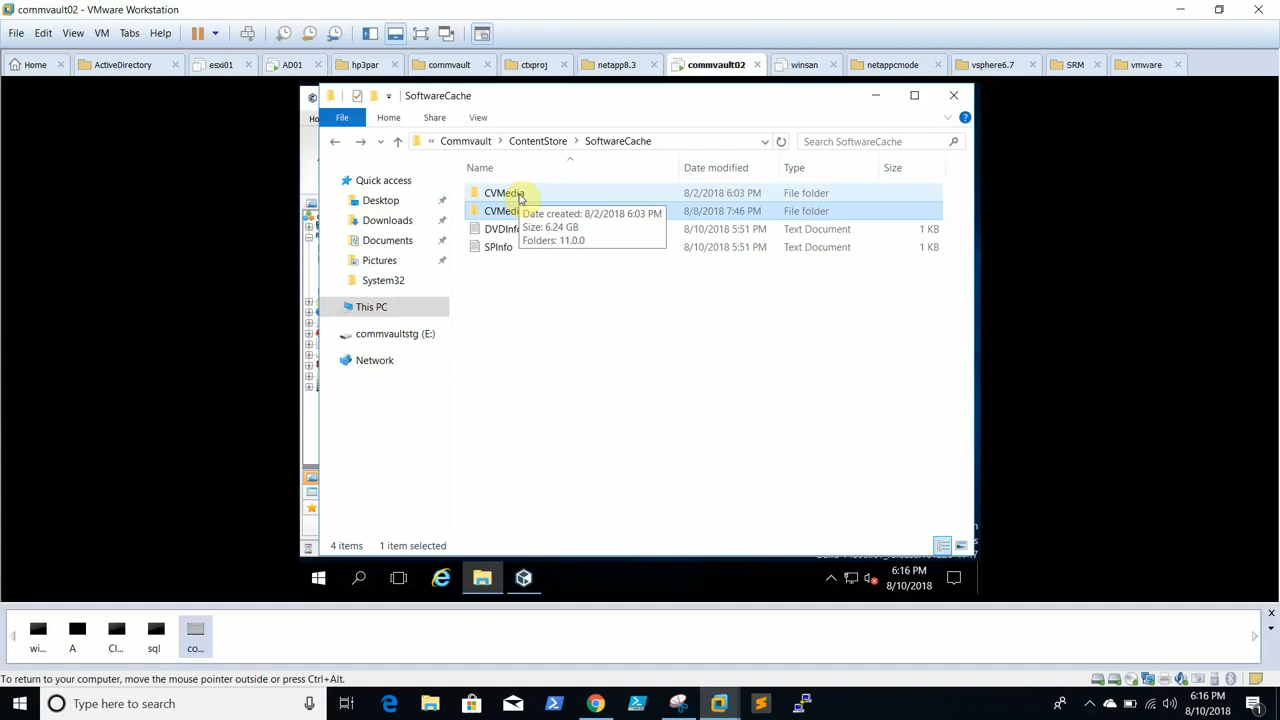 commvault02 - VMware Workstation
File Edit View VM Tabs Help
Home ActiveDirectory esxi01 AD01 hp3par commvault ctxproj netapp8.3 commvault02 winsan netappcmode vsphere6.7 SRM vmware
SoftwareCache
File Home Share View
« Commvault > ContentStore > SoftwareCache
Search SoftwareCache
Name Date modified Type Size
Quick access
Desktop
Downloads
Documents
Pictures
System32
This PC
commvaultstg (E:)
Network
CVMedia 8/2/2018 6:03 PM File folder
8/8/2018 7:46 PM File folder
8/10/2018 5:51 PM Text Document 1 KB
SPInfo 8/10/2018 5:51 PM Text Document 1 KB
Date created: 8/2/2018 6:03 PM
Size: 6.24 GB
Folders: 11.0.0
4 items 1 item selected
6:16 PM
8/10/2018
wi... A Cl... sql co...
To return to your computer, move the mouse pointer outside or press Ctrl+Alt.
Type here to search
6:16 PM
8/10/2018